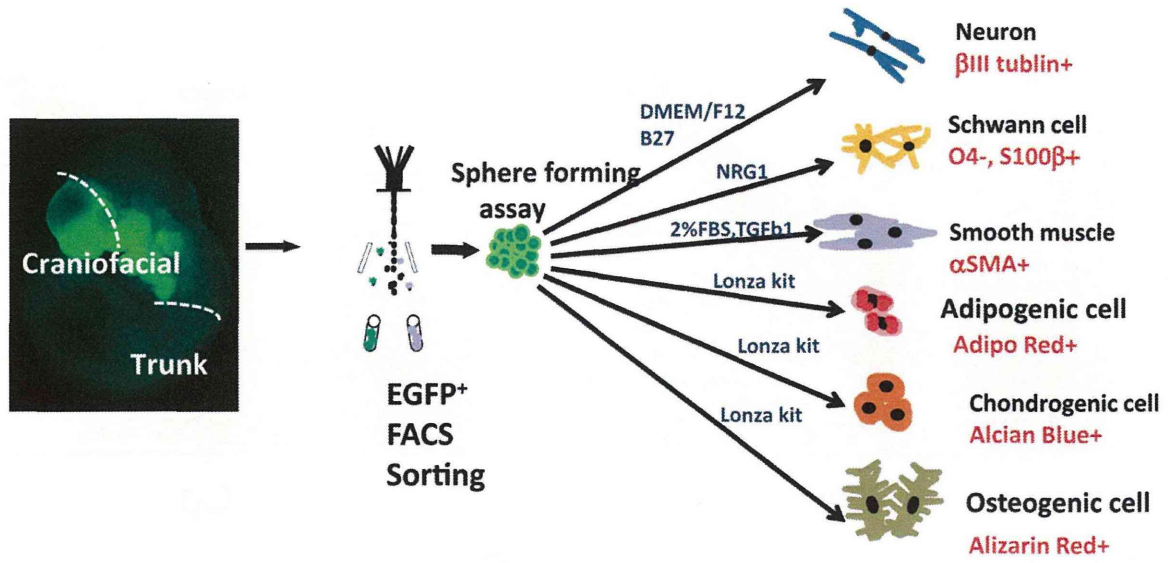 Craniofacial
Trunk
EGFP⁺
FACS
Sorting
Sphere forming
assay
DMEM/F12
B27
NRG1
2%FBS,TGFb1
Lonza kit
Lonza kit
Lonza kit
Neuron
βIII tublin+
Schwann cell
O4-, S100β+
Smooth muscle
αSMA+
Adipogenic cell
Adipo Red+
Chondrogenic cell
Alcian Blue+
Osteogenic cell
Alizarin Red+